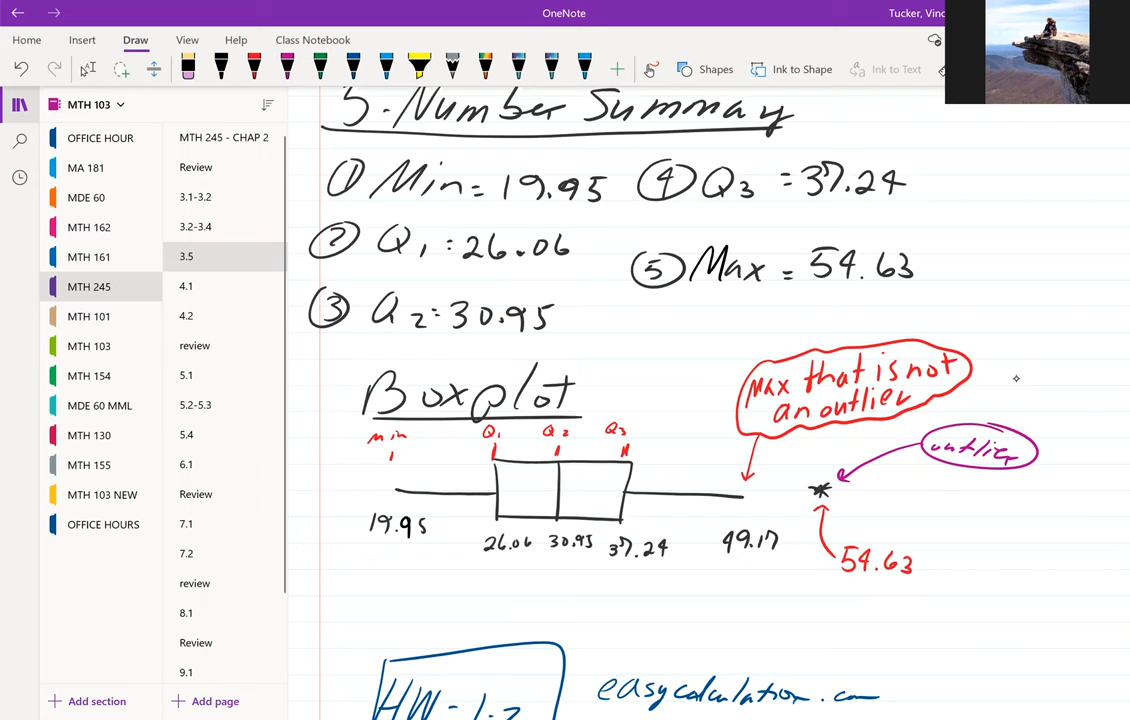 OneNote
Tucker, Vinc
Home
Insert
Draw
View
Help
Class Notebook
Shapes
Ink to Shape
Ink to Text
MTH 103
OFFICE HOUR
MA 181
MDE 60
MTH 162
MTH 161
MTH 245
MTH 101
MTH 103
MTH 154
MDE 60 MML
MTH 130
MTH 155
MTH 103 NEW
OFFICE HOURS
Add section
MTH 245 - CHAP 2
Review
3.1-3.2
3.2-3.4
3.5
4.1
4.2
review
5.1
5.2-5.3
5.4
6.1
Review
7.1
7.2
review
8.1
Review
9.1
Add page
5-Number Summary
① Min = 19.95
② Q1 = 26.06
③ Q2 = 30.95
④ Q3 = 37.24
⑤ Max = 54.63
Boxplot
Max that is not
an outlier
outlier
min
Q1
Q2
Q3
*
19.95
26.06
30.95
37.24
49.17
54.63
HW - 1-2
easycalculation.com